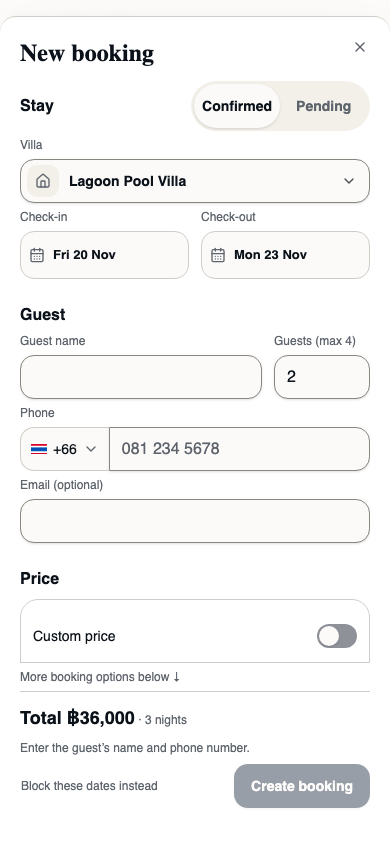 New booking
Stay
Confirmed
Pending
Villa
Lagoon Pool Villa
Check-in
Check-out
Fri 20 Nov
Mon 23 Nov
Guest
Guest name
Guests (max 4)
2
Phone
+66
081 234 5678
Email (optional)
Price
Custom price
More booking options below ↓
Total ฿36,000 · 3 nights
Enter the guest's name and phone number.
Block these dates instead
Create booking